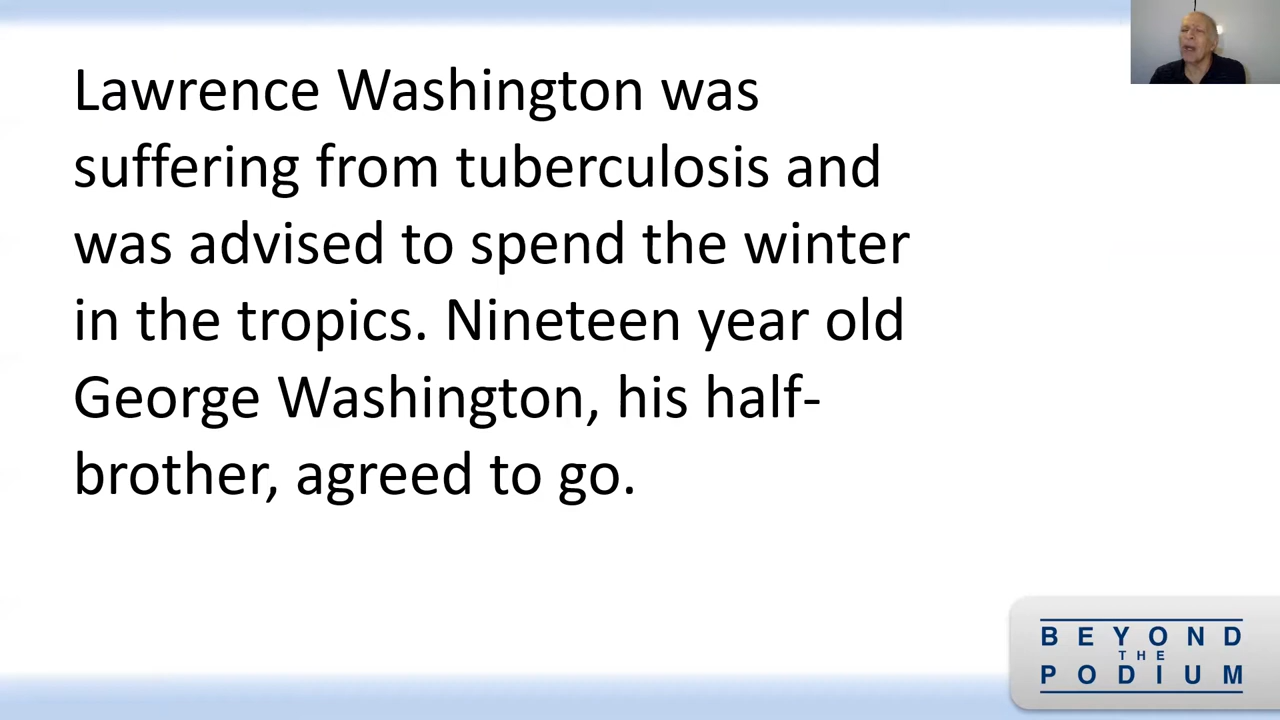 Lawrence Washington was
suffering from tuberculosis and
was advised to spend the winter
in the tropics. Nineteen year old
George Washington, his half-
brother, agreed to go.
BEYOND
THE
PODIUM